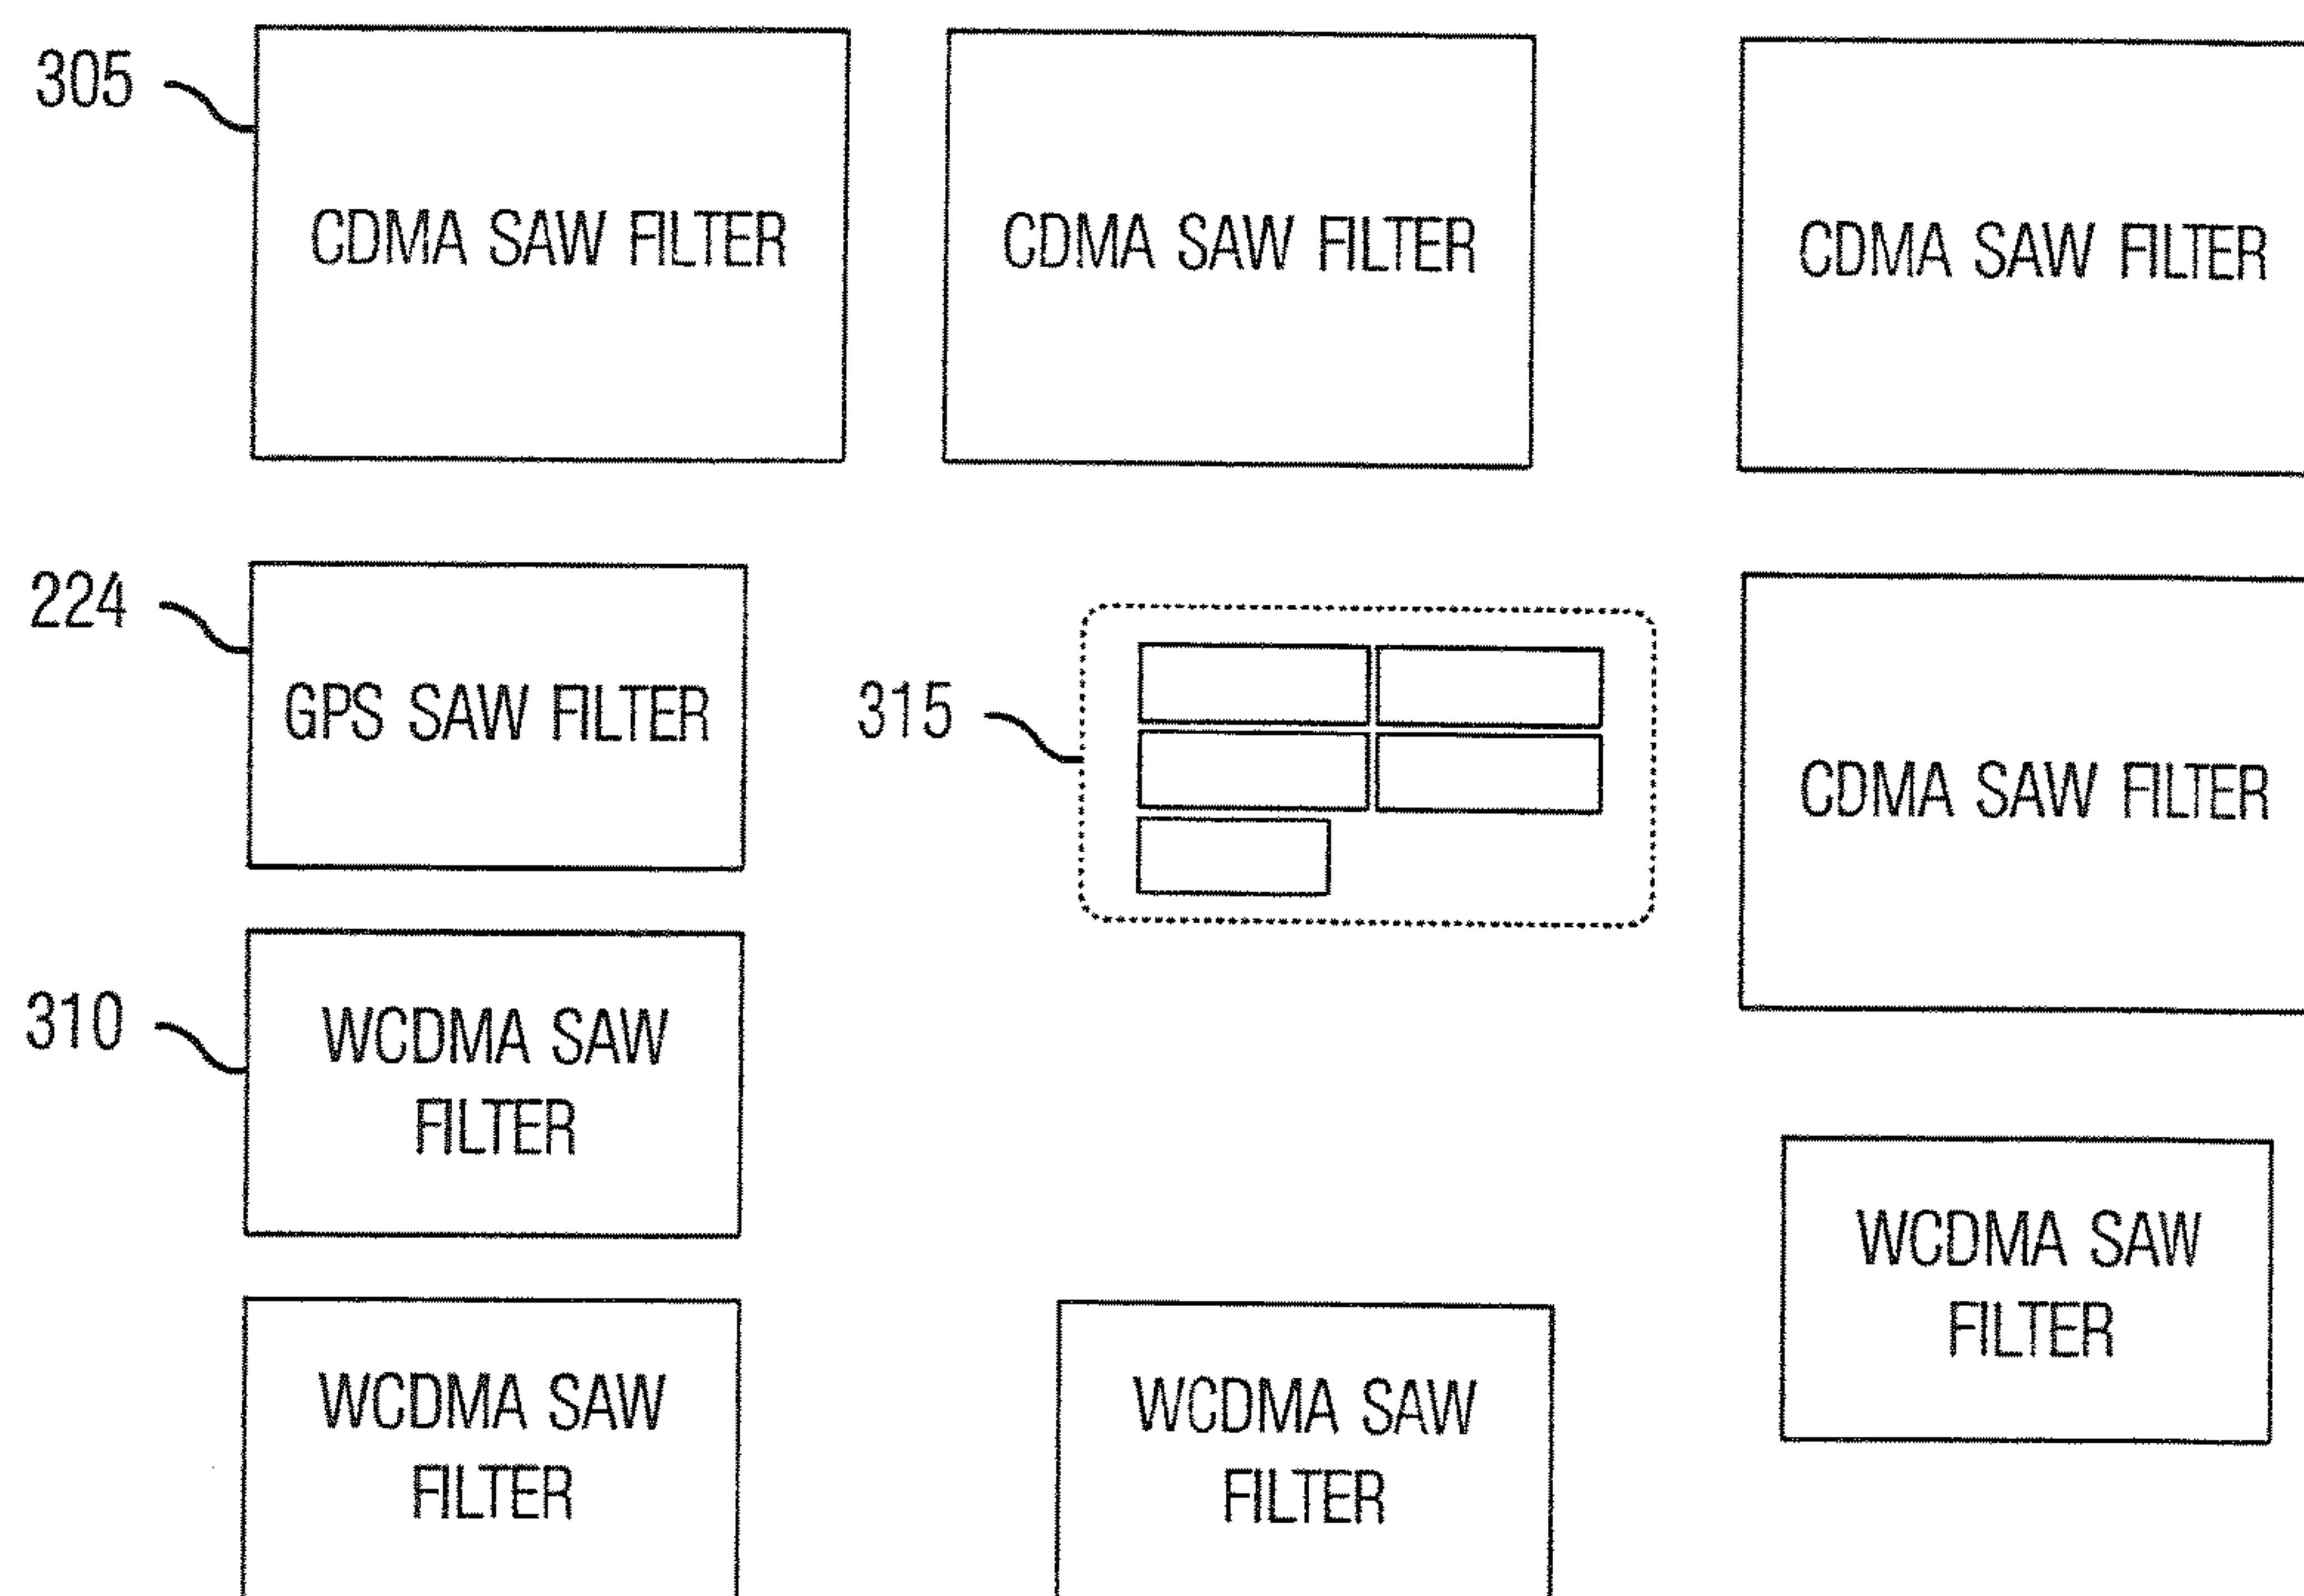 305
CDMA SAW FILTER
CDMA SAW FILTER
CDMA SAW FILTER
224
GPS SAW FILTER
315
CDMA SAW FILTER
310
WCDMA SAW
FILTER
WCDMA SAW
FILTER
WCDMA SAW
FILTER
WCDMA SAW
FILTER